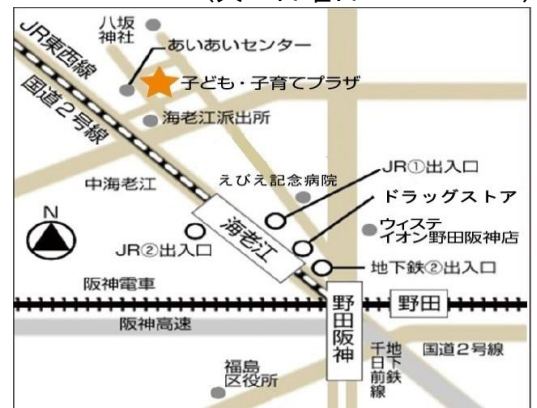 八坂
神社
あいあいセンター
JR東西線
国道2号線
子ども・子育てプラザ
海老江派出所
中海老江
えびえ記念病院
JR①出入口
ドラッグストア
ウィステ
イオン野田阪神店
N
海老江
JR②出入口
地下鉄②出入口
阪神電車
野田
野田阪神
阪神高速
国道2号線
地下鉄
千日前線
福島
区役所